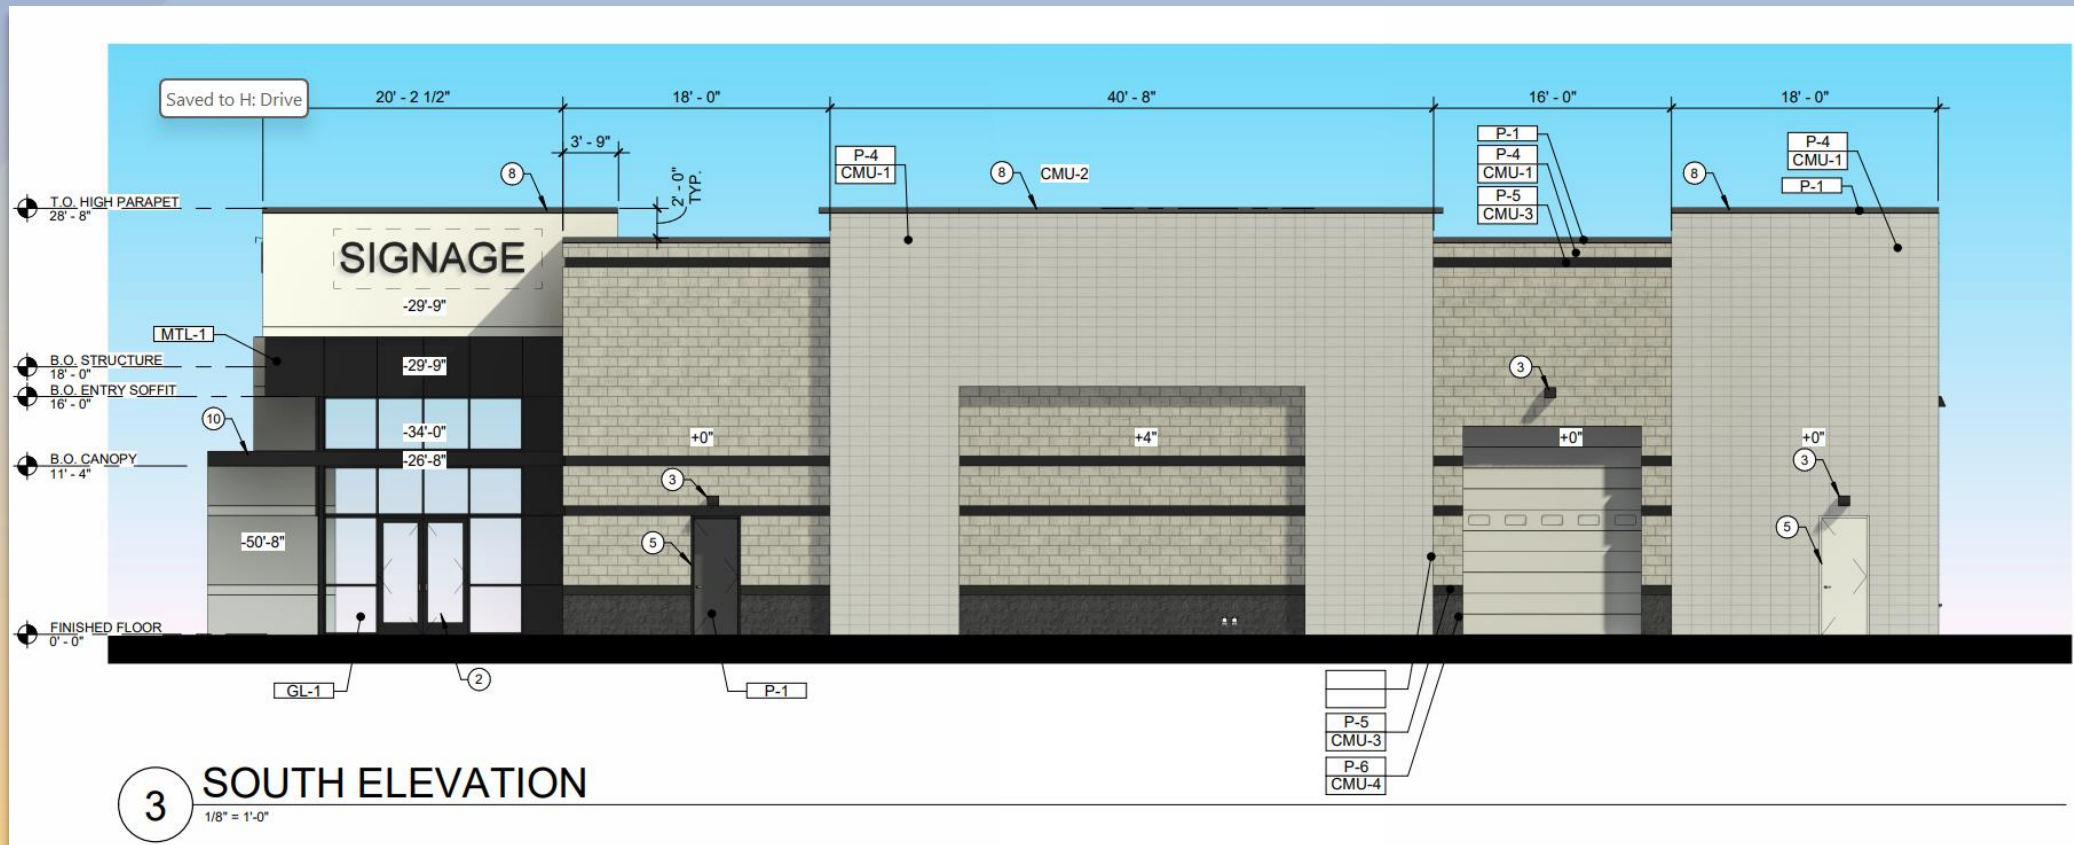 Saved to H: Drive
20' - 2 1/2"
18' - 0"
40' - 8"
16' - 0"
18' - 0"
3' - 9"
2' - 0"
TYP.
8
P-4
CMU-1
8
CMU-2
P-1
P-4
CMU-1
P-5
CMU-3
8
P-4
CMU-1
P-1
T.O. HIGH PARAPET
28' - 8"
SIGNAGE
-29'-9"
MTL-1
B.O. STRUCTURE
18' - 0"
-29'-9"
3
B.O. ENTRY SOFFIT
16' - 0"
10
-34'-0"
+0"
+4"
+0"
+0"
B.O. CANOPY
11' - 4"
-26'-8"
3
3
-50'-8"
5
5
FINISHED FLOOR
0' - 0"
GL-1
2
P-1
P-5
CMU-3
P-6
CMU-4
3
SOUTH ELEVATION
1/8" = 1'-0"